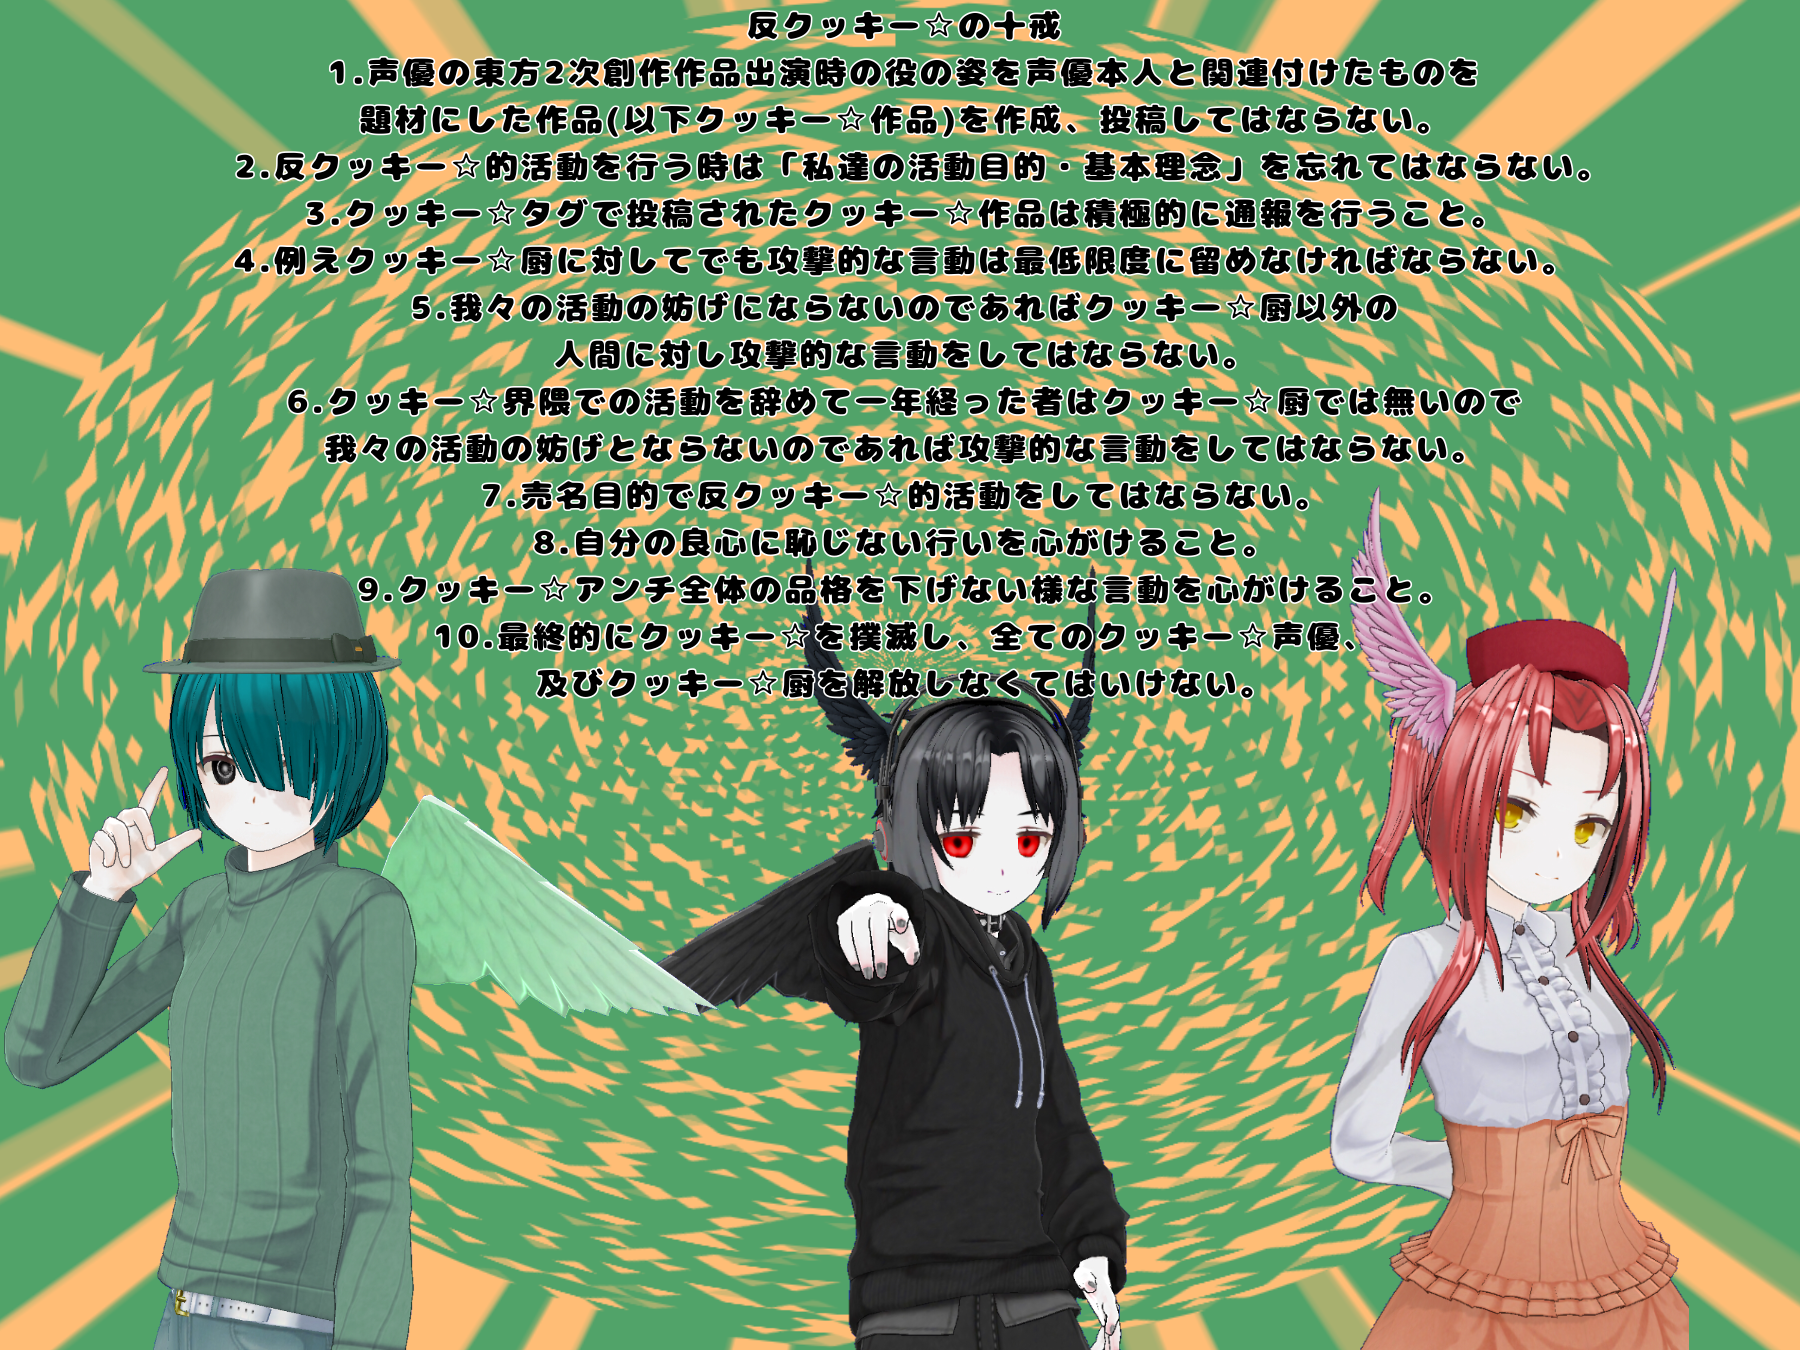 反クッキー☆の十戒
1.声優の東方2次創作作品出演時の役の姿を声優本人と関連付けたものを
題材にした作品(以下クッキー☆作品)を作成、投稿してはならない。
2.反クッキー☆的活動を行う時は「私達の活動目的・基本理念」を忘れてはならない。
3.クッキー☆タグで投稿されたクッキー☆作品は積極的に通報を行うこと。
4.例えクッキー☆厨に対してでも攻撃的な言動は最低限度に留めなければならない。
5.我々の活動の妨げにならないのであればクッキー☆厨以外の
人間に対し攻撃的な言動をしてはならない。
6.クッキー☆界隈での活動を辞めて一年経った者はクッキー☆厨では無いので
我々の活動の妨げとならないのであれば攻撃的な言動をしてはならない。
7.売名目的で反クッキー☆的活動をしてはならない。
8.自分の良心に恥じない行いを心がけること。
9.クッキー☆アンチ全体の品格を下げない様な言動を心がけること。
10.最終的にクッキー☆を撲滅し、全てのクッキー☆声優、
及びクッキー☆厨を解放しなくてはいけない。